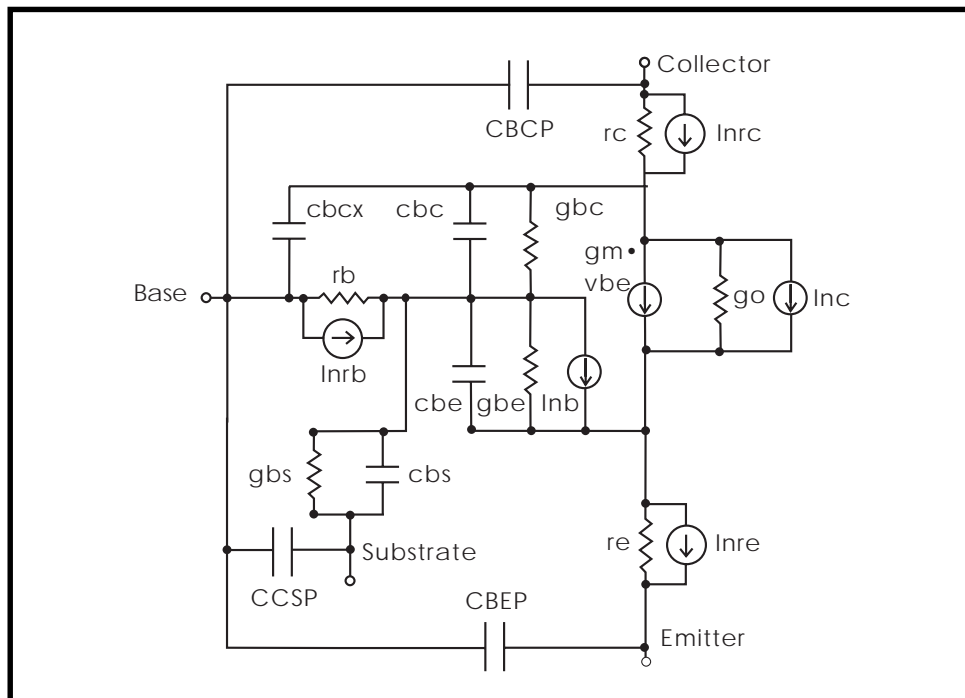 Collector
CBCP
rc
Inrc
cbcx
cbc
gbc
gm •
vbe
go
Inc
rb
Base
Inrb
cbe
gbe
Inb
gbs
cbs
Substrate
re
Inre
CCSP
CBEP
Emitter